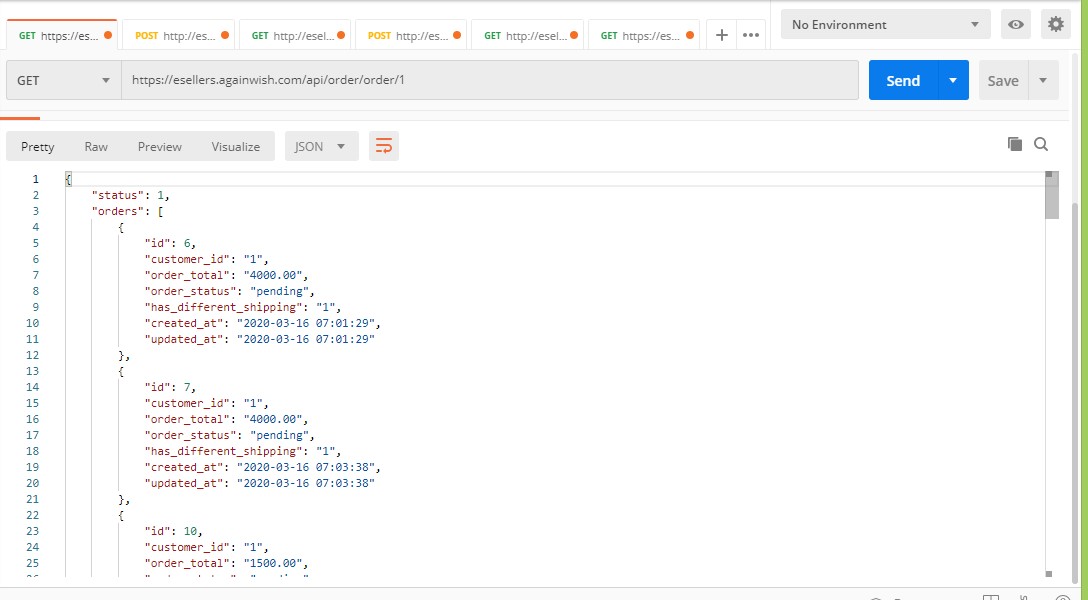 GET https://es... POST http://es... GET http://esel... POST http://es... GET http://esel... GET https://es... + ••• No Environment
GET https://esellers.againwish.com/api/order/order/1 Send Save
Pretty Raw Preview Visualize JSON
1 {
2 "status": 1,
3 "orders": [
4 {
5 "id": 6,
6 "customer_id": "1",
7 "order_total": "4000.00",
8 "order_status": "pending",
9 "has_different_shipping": "1",
10 "created_at": "2020-03-16 07:01:29",
11 "updated_at": "2020-03-16 07:01:29"
12 },
13 {
14 "id": 7,
15 "customer_id": "1",
16 "order_total": "4000.00",
17 "order_status": "pending",
18 "has_different_shipping": "1",
19 "created_at": "2020-03-16 07:03:38",
20 "updated_at": "2020-03-16 07:03:38"
21 },
22 {
23 "id": 10,
24 "customer_id": "1",
25 "order_total": "1500.00",